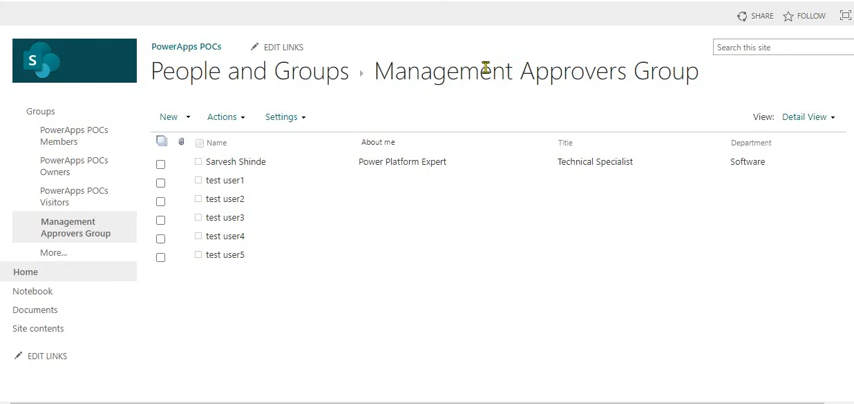 SHARE FOLLOW
S
PowerApps POCs EDIT LINKS
Search this site
People and Groups Management Approvers Group
Groups
PowerApps POCs
Members
PowerApps POCs
Owners
PowerApps POCs
Visitors
Management
Approvers Group
More...
Home
Notebook
Documents
Site contents
EDIT LINKS
New Actions Settings View: Detail View
Name About me Title Department
Sarvesh Shinde Power Platform Expert Technical Specialist Software
test user1
test user2
test user3
test user4
test user5